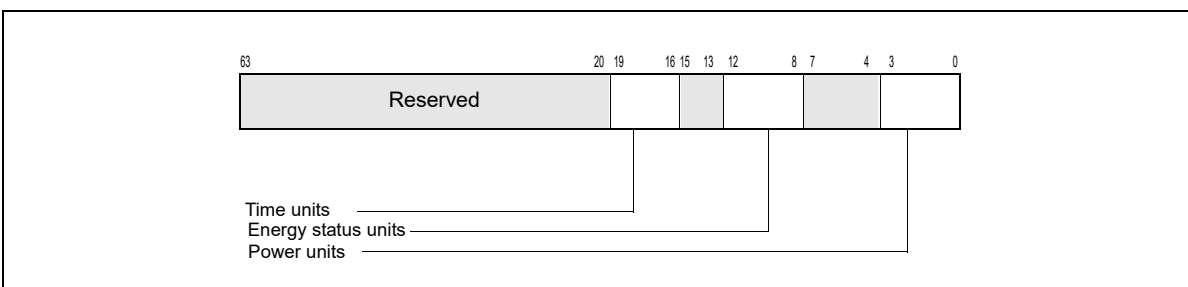 63 20 19 16 15 13 12 8 7 4 3 0
Reserved
Time units
Energy status units
Power units